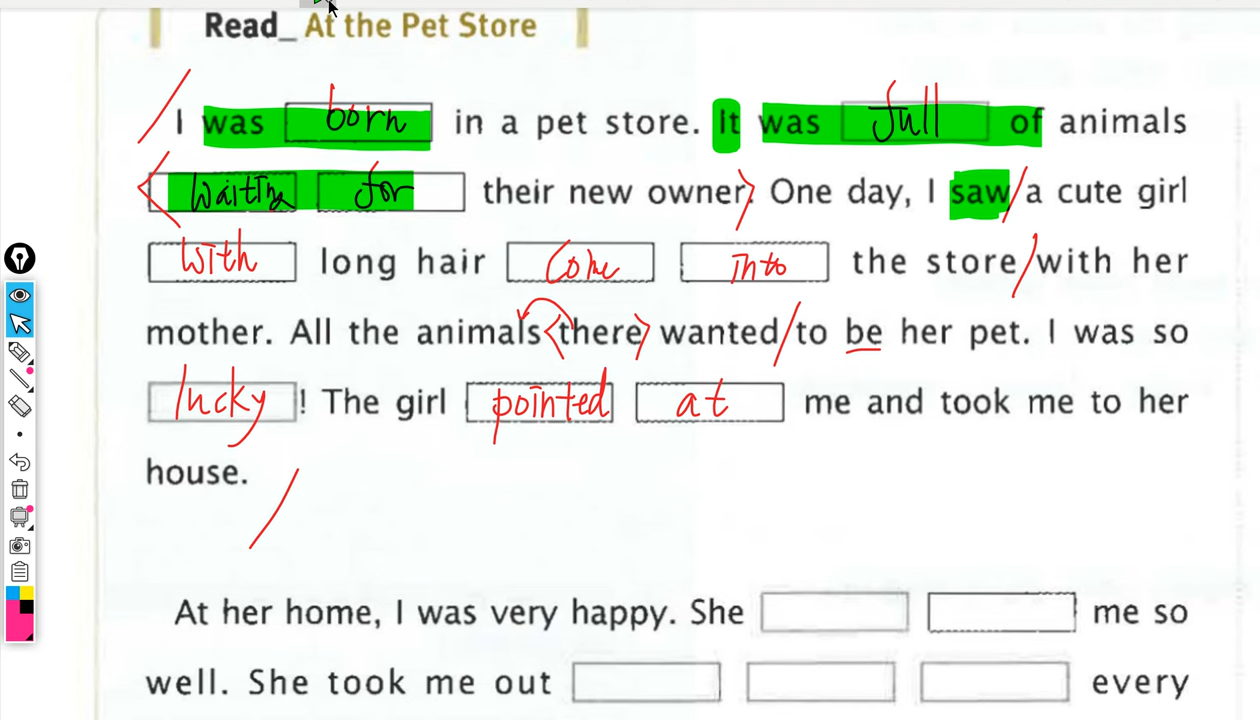 Read_ At the Pet Store
I was born in a pet store. It was full of animals
waiting for their new owner. One day, I saw a cute girl
with long hair come into the store with her
mother. All the animals there wanted to be her pet. I was so
lucky! The girl pointed at me and took me to her
house.
At her home, I was very happy. She me so
well. She took me out every